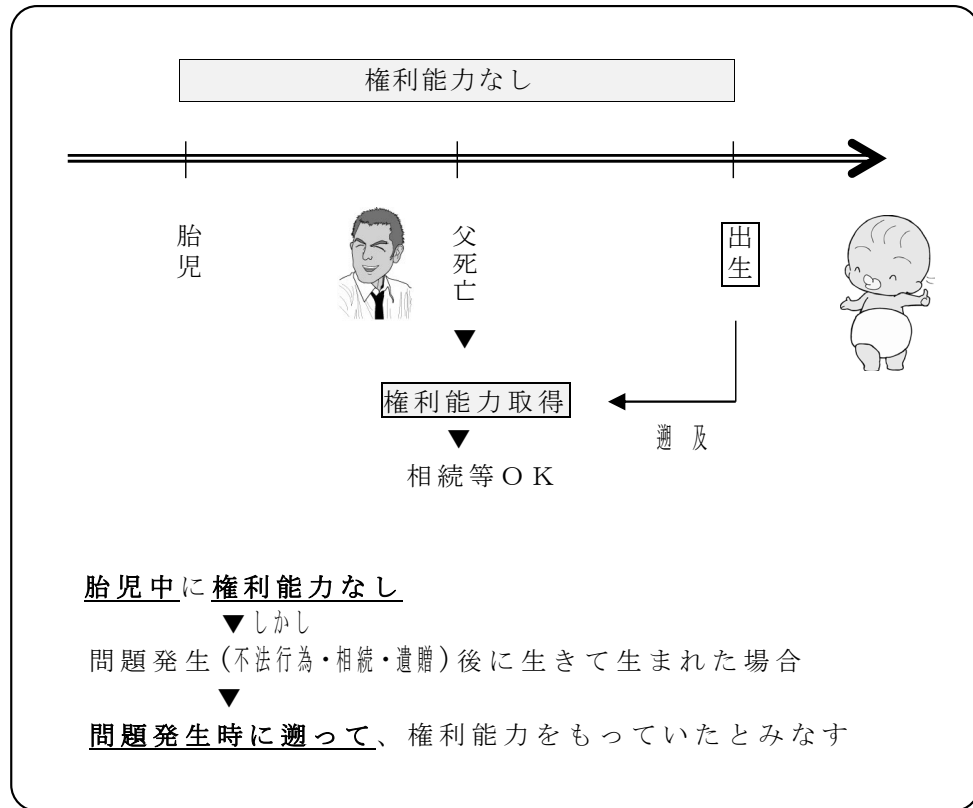 権利能力なし
胎児
父死亡
出生
▼
権利能力取得
遡及
▼
相続等OK
胎児中に権利能力なし
▼しかし
問題発生(不法行為・相続・遺贈)後に生きて生まれた場合
▼
問題発生時に遡って、権利能力をもっていたとみなす